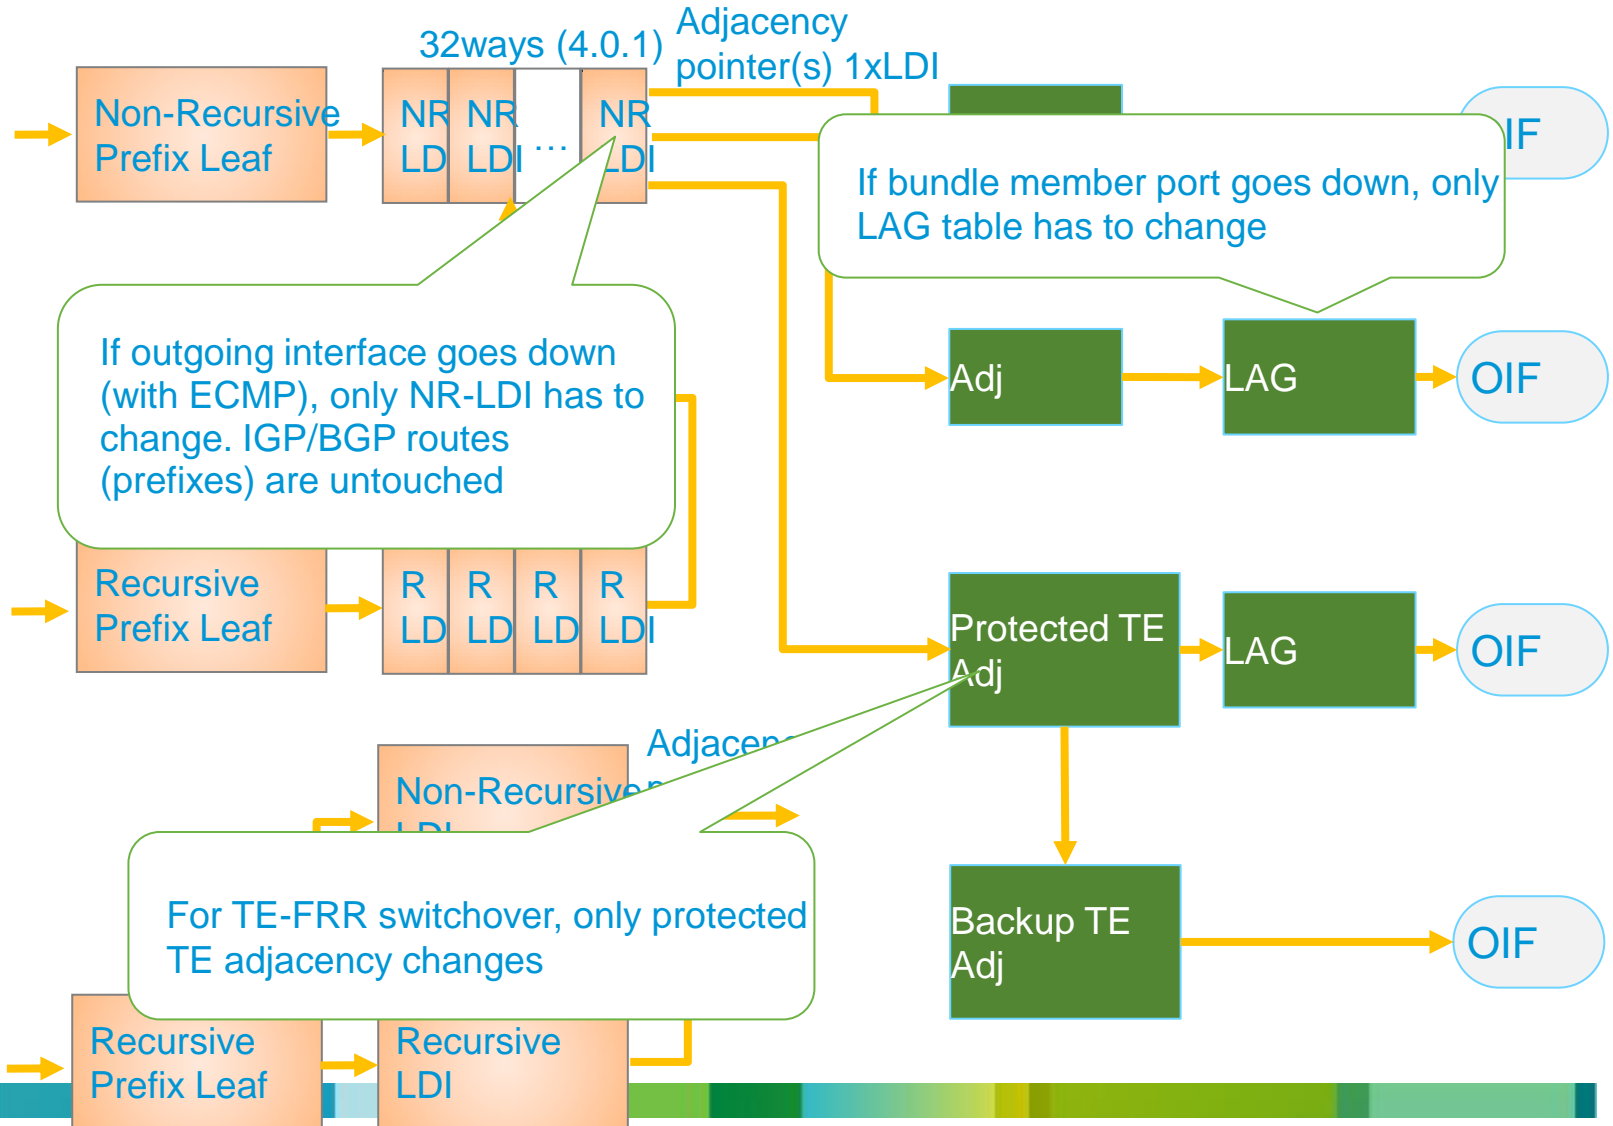 32ways (4.0.1)
Adjacency
pointer(s) 1xLDI
Non-Recursive
Prefix Leaf
NR
LDI
NR
LDI
...
NR
LDI
OIF
If bundle member port goes down, only
LAG table has to change
If outgoing interface goes down
(with ECMP), only NR-LDI has to
change. IGP/BGP routes
(prefixes) are untouched
Adj
LAG
OIF
Recursive
Prefix Leaf
R
LDI
R
LDI
R
LDI
R
LDI
Protected TE
Adj
LAG
OIF
Adjacency
Non-Recursive
LDI
For TE-FRR switchover, only protected
TE adjacency changes
Backup TE
Adj
OIF
Recursive
Prefix Leaf
Recursive
LDI